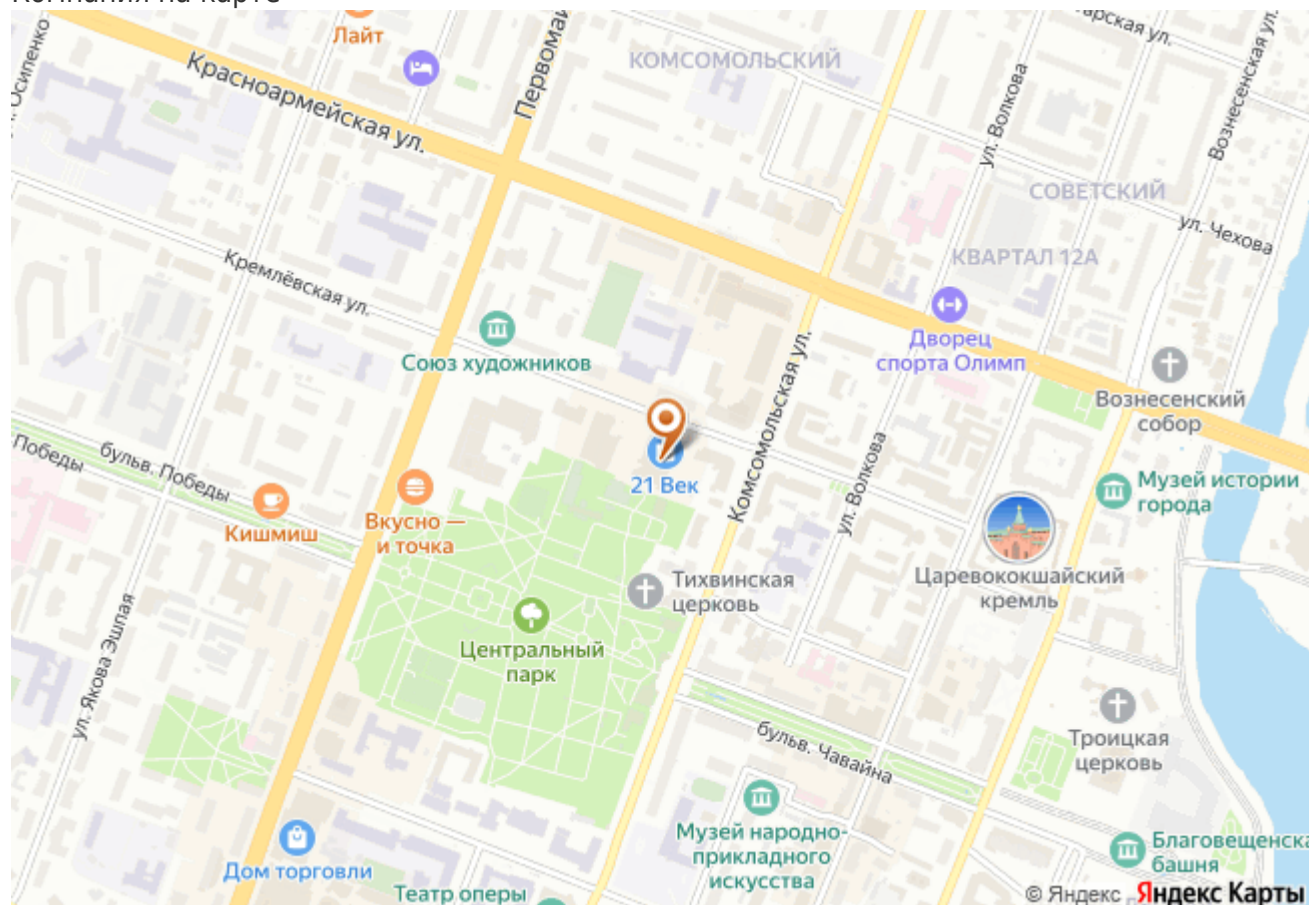 Компания на карте
Лайт
Красноармейская ул.
КОМСОМОЛЬСКИЙ
ул. Волкова
Вознесенская ул.
СОВЕТСКИЙ
ул. Чехова
КВАРТАЛ 12А
Кремлёвская ул.
Союз художников
Дворец
спорта Олимп
Комсомольская ул.
Вознесенский
собор
бульв. Победы
Победы
21 Век
Кишмиш
Вкусно —
и точка
ул. Волкова
Музей истории
города
Царевококшайский
кремль
Тихвинская
церковь
ул. Якова Эшпая
Центральный
парк
бульв. Чавайна
Троицкая
церковь
Музей народно-
прикладного
искусства
Дом торговли
Театр оперы
башня
© Яндекс
Яндекс Карты